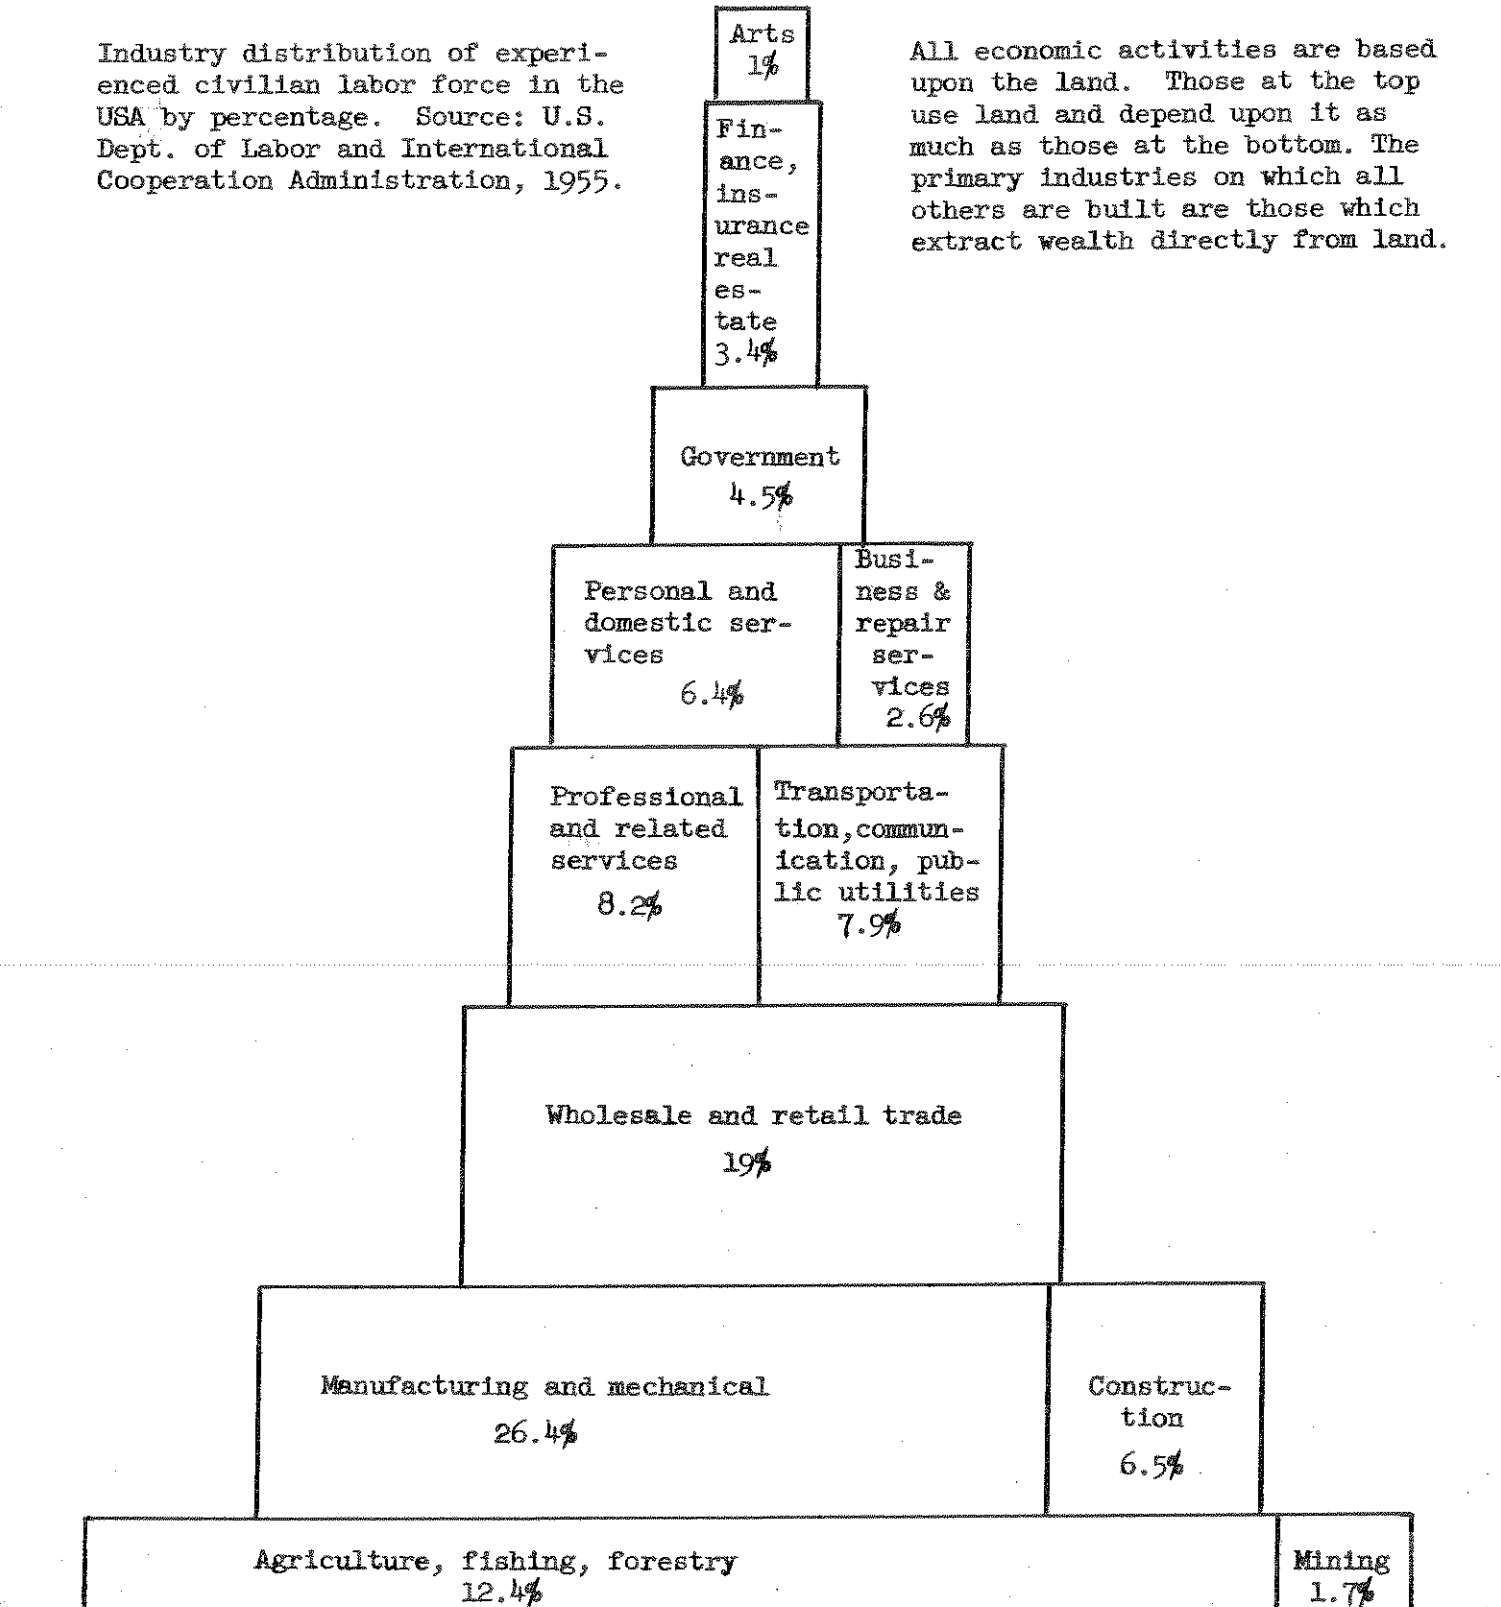 Industry distribution of experi-
enced civilian labor force in the
USA by percentage. Source: U.S.
Dept. of Labor and International
Cooperation Administration, 1955.
All economic activities are based
upon the land. Those at the top
use land and depend upon it as
much as those at the bottom. The
primary industries on which all
others are built are those which
extract wealth directly from land.
Arts
1%
Fin-
ance,
ins-
urance
real
es-
tate
3.4%
Government
4.5%
Personal and
domestic ser-
vices
6.4%
Busi-
ness &
repair
ser-
vices
2.6%
Professional
and related
services
8.2%
Transporta-
tion,commun-
ication, pub-
lic utilities
7.9%
Wholesale and retail trade
19%
Manufacturing and mechanical
26.4%
Construc-
tion
6.5%
Agriculture, fishing, forestry
12.4%
Mining
1.7%